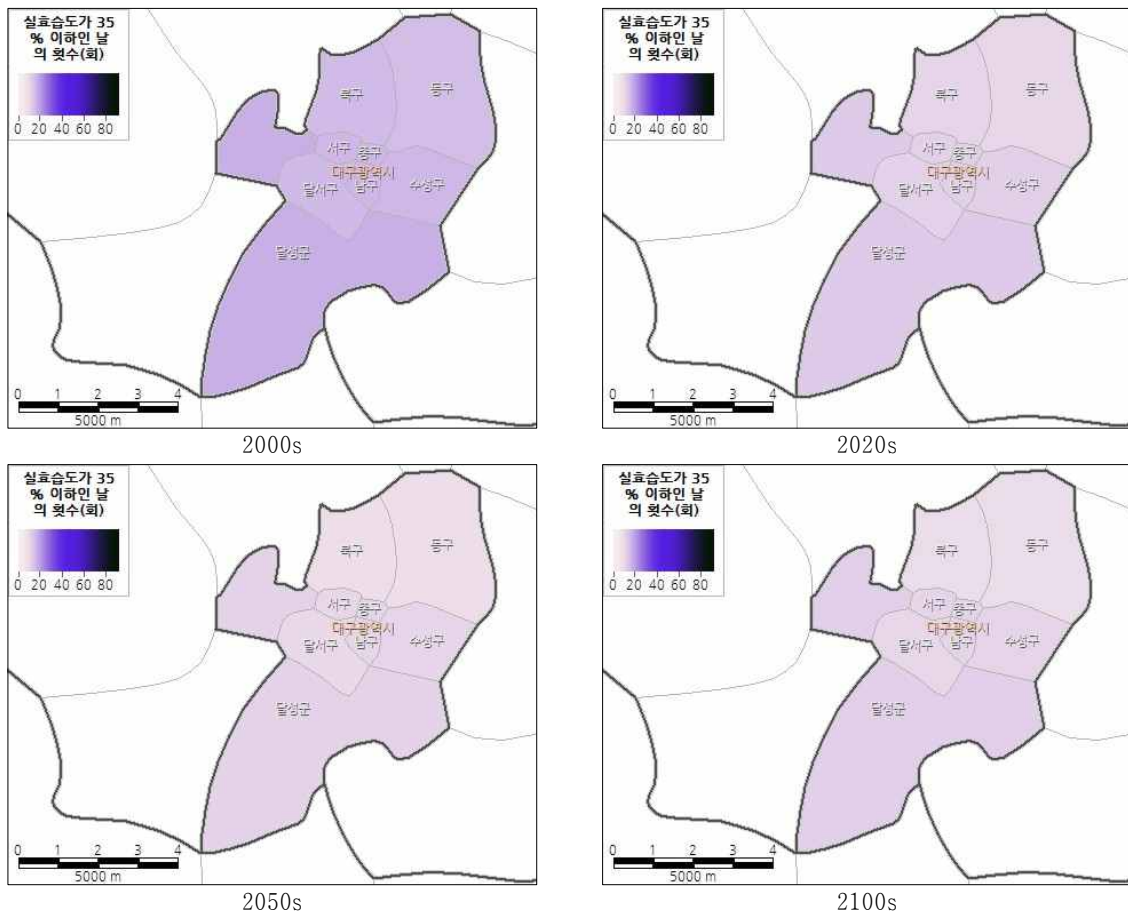 실효습도가 35
% 이하인 날
의 횟수(회)
0 20 40 60 80
북구
동구
서구
중구
대구광역시
달서구
남구
수성구
달성군
0 1 2 3 4
5000 m
2000s
실효습도가 35
% 이하인 날
의 횟수(회)
0 20 40 60 80
북구
동구
서구
중구
대구광역시
달서구
남구
수성구
달성군
0 1 2 3 4
5000 m
2020s
실효습도가 35
% 이하인 날
의 횟수(회)
0 20 40 60 80
북구
동구
서구
중구
대구광역시
달서구
남구
수성구
달성군
0 1 2 3 4
5000 m
2050s
실효습도가 35
% 이하인 날
의 횟수(회)
0 20 40 60 80
북구
동구
서구
중구
대구광역시
달서구
남구
수성구
달성군
0 1 2 3 4
5000 m
2100s